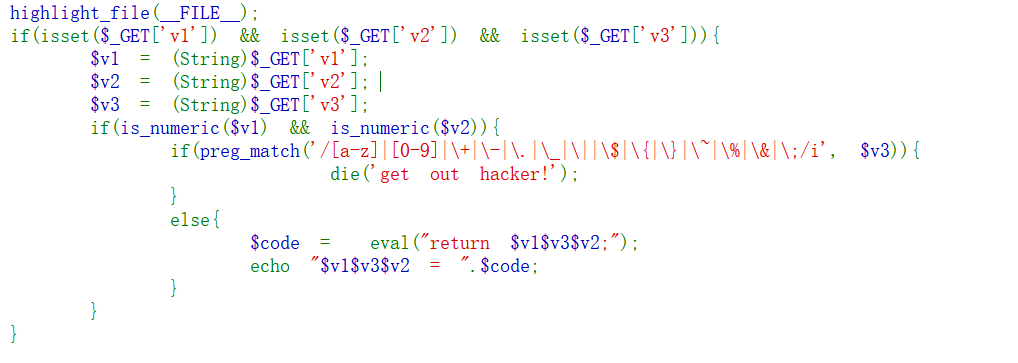 highlight_file(__FILE__);
if(isset($_GET['v1']) && isset($_GET['v2']) && isset($_GET['v3'])){
$v1 = (String)$_GET['v1'];
$v2 = (String)$_GET['v2'];
$v3 = (String)$_GET['v3'];
if(is_numeric($v1) && is_numeric($v2)){
if(preg_match('/[a-z]|[0-9]|\+|\-|\.|\_|\||\$|\{|\}|\~|\%|\&|\;/i', $v3)){
die('get out hacker!');
}
else{
$code = eval("return $v1$v3$v2;");
echo "$v1$v3$v2 = ".$code;
}
}
}